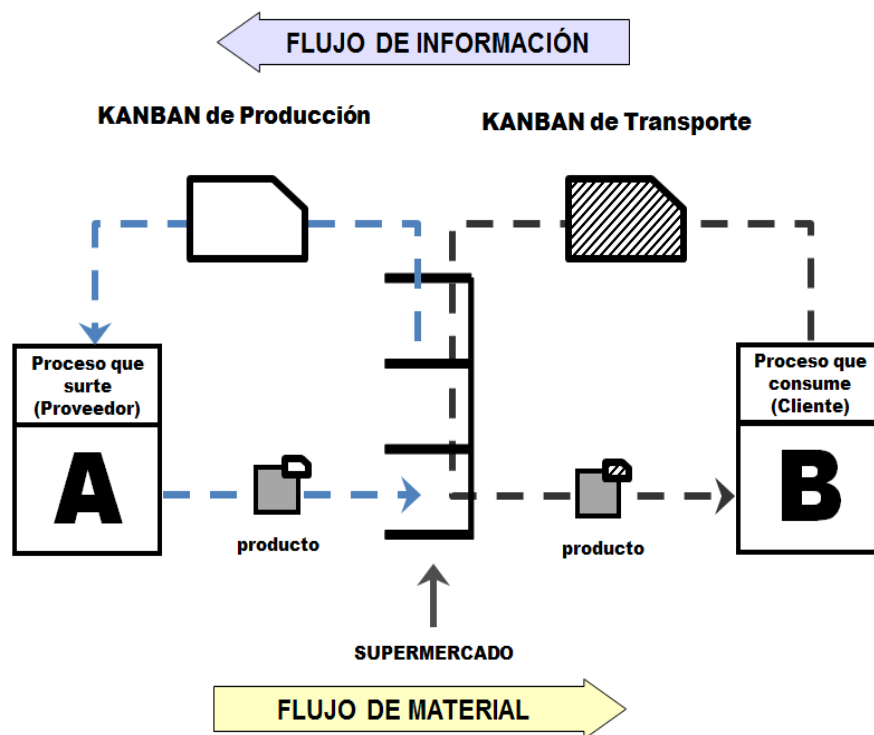 FLUJO DE INFORMACIÓN
KANBAN de Producción
KANBAN de Transporte
Proceso que
surte
(Proveedor)
A
Proceso que
consume
(Cliente)
B
producto
producto
SUPERMERCADO
FLUJO DE MATERIAL